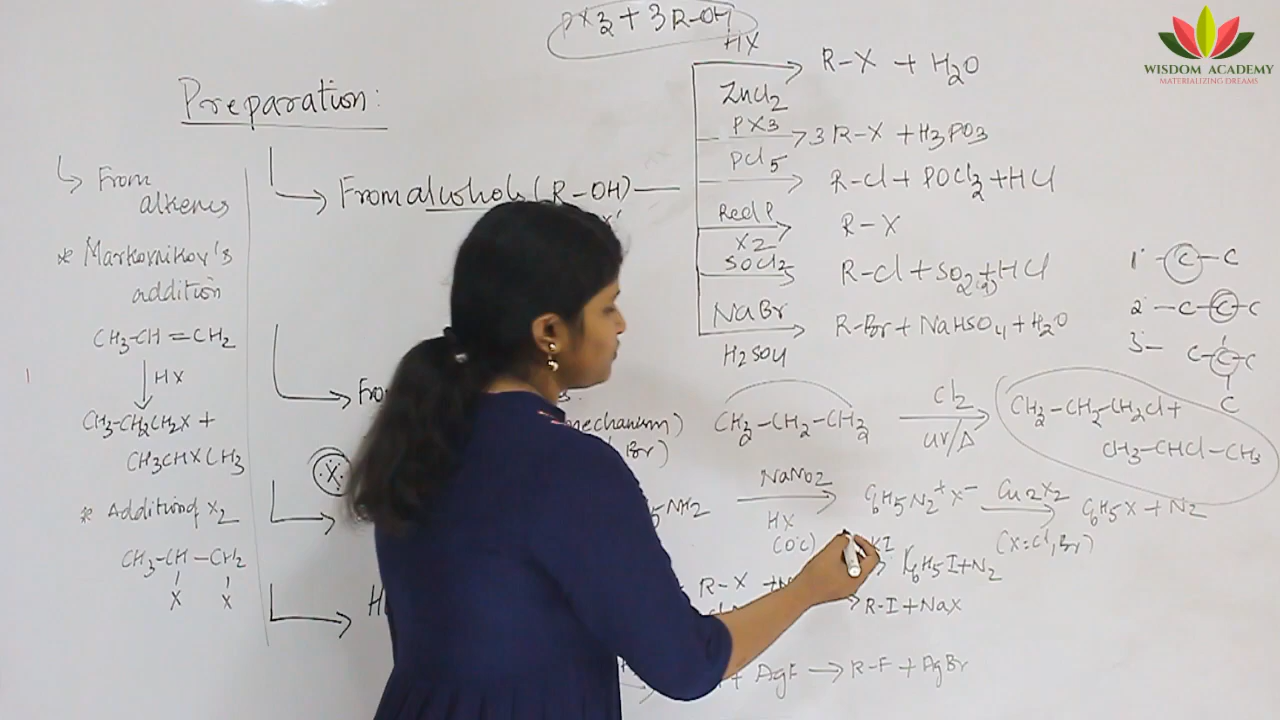 PX3 + 3R-OH
WISDOM ACADEMY
MATERIALIZING DREAMS
Preparation:
From alkenes
* Markovnikov's addition
CH3-CH=CH2
HX
CH3-CH2CH2X +
CH3CHXCH3
* Addition of X2
CH3-CH-CH2
X X
From alcohols (R-OH)
HX
ZnCl2
R-X + H2O
PX3
3 R-X + H3PO3
PCl5
R-Cl + POCl3 + HCl
Red P
X2
R-X
SOCl2
R-Cl + SO2 + HCl
NaBr
H2SO4
R-Br + NaHSO4 + H2O
1° -C-C
2° -C-C-C
3- C-C-C
C
mechanism)
Br)
CH3-CH2-CH3
Cl2
UV/Δ
CH3-CH2-CH2Cl+
CH3-CHCl-CH3
X
NH2
NaNO2
HX
(0°C)
C6H5N2+X-
Cu2X2
(X=Cl, Br)
C6H5X + N2
KI
C6H5I+N2
R-X +
R-I + NaX
+ AgF → R-F + AgBr